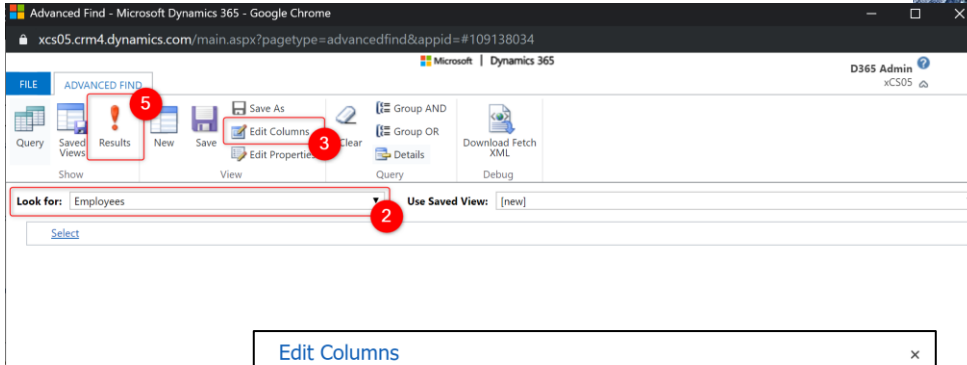 Advanced Find - Microsoft Dynamics 365 - Google Chrome
xcs05.crm4.dynamics.com/main.aspx?pagetype=advancedfind&appid=#109138034
Microsoft | Dynamics 365
D365 Admin
xCS05
FILE ADVANCED FIND
5
Save As
Group AND
Edit Columns
3
Group OR
Query Saved Views Results New Save Edit Properties Clear Details Download Fetch XML
Show View Query Debug
Look for: Employees Use Saved View: [new]
2
Select
Edit Columns